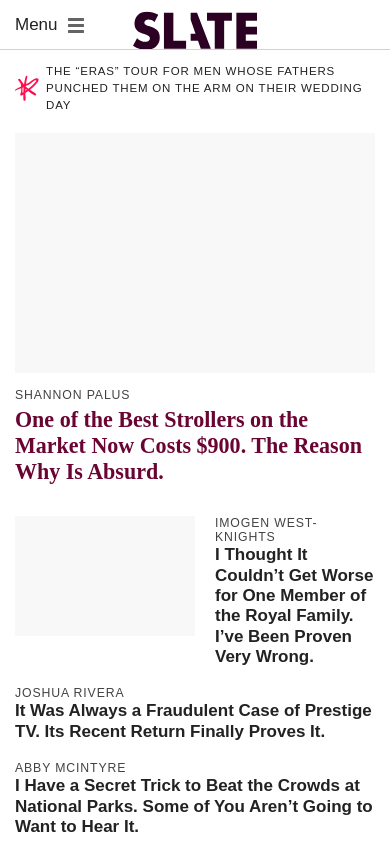 Menu
SLATE
THE “ERAS” TOUR FOR MEN WHOSE FATHERS
PUNCHED THEM ON THE ARM ON THEIR WEDDING
DAY
SHANNON PALUS
One of the Best Strollers on the
Market Now Costs $900. The Reason
Why Is Absurd.
IMOGEN WEST-
KNIGHTS
I Thought It
Couldn’t Get Worse
for One Member of
the Royal Family.
I’ve Been Proven
Very Wrong.
JOSHUA RIVERA
It Was Always a Fraudulent Case of Prestige
TV. Its Recent Return Finally Proves It.
ABBY MCINTYRE
I Have a Secret Trick to Beat the Crowds at
National Parks. Some of You Aren’t Going to
Want to Hear It.